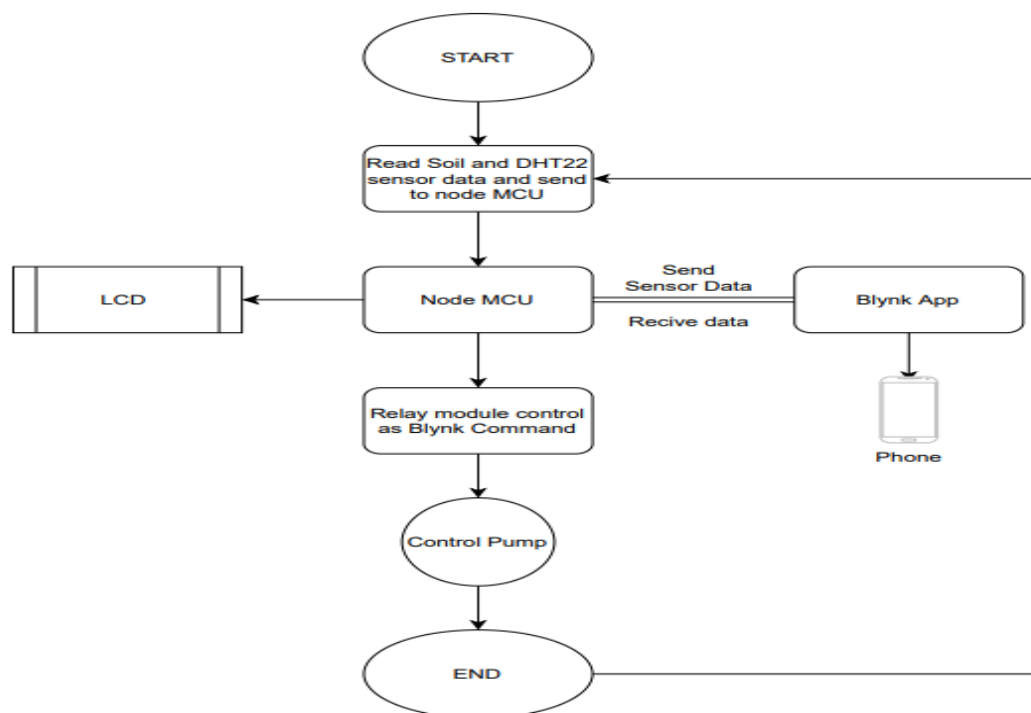 START
Read Soil and DHT22
sensor data and send
to node MCU
LCD
Node MCU
Send
Sensor Data
Recive data
Blynk App
Relay module control
as Blynk Command
Phone
Control Pump
END